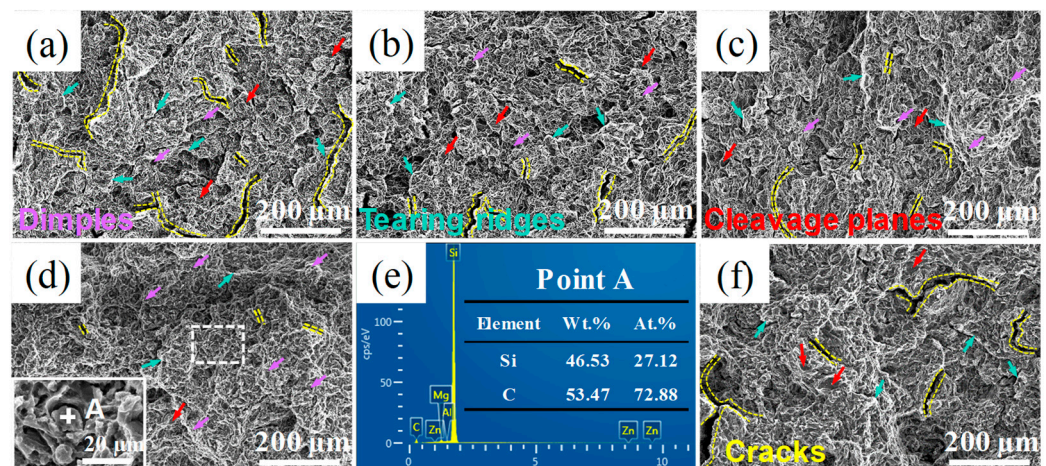 (a)
Dimples
200 μm
(b)
Tearing ridges
200 μm
(c)
Cleavage planes
200 μm
(d)
A
20 μm
200 μm
(e)
Si
100
50
0
cps/eV
Mg
Al
C
Zn
Zn
Zn
0
5
10
Point A
Element Wt.% At.%
Si 46.53 27.12
C 53.47 72.88
(f)
Cracks
200 μm